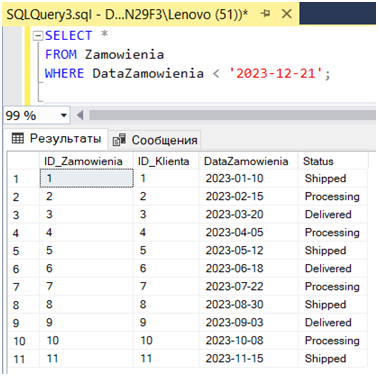 SQLQuery3.sql - D...N29F3\Lenovo (51))*
SELECT *
FROM Zamowienia
WHERE DataZamowienia < '2023-12-21';
99 %
Результаты Сообщения
ID_Zamowienia ID_Klienta DataZamowienia Status
1 1 1 2023-01-10 Shipped
2 2 2 2023-02-15 Processing
3 3 3 2023-03-20 Delivered
4 4 4 2023-04-05 Processing
5 5 5 2023-05-12 Shipped
6 6 6 2023-06-18 Delivered
7 7 7 2023-07-22 Processing
8 8 8 2023-08-30 Shipped
9 9 9 2023-09-03 Delivered
10 10 10 2023-10-08 Processing
11 11 11 2023-11-15 Shipped